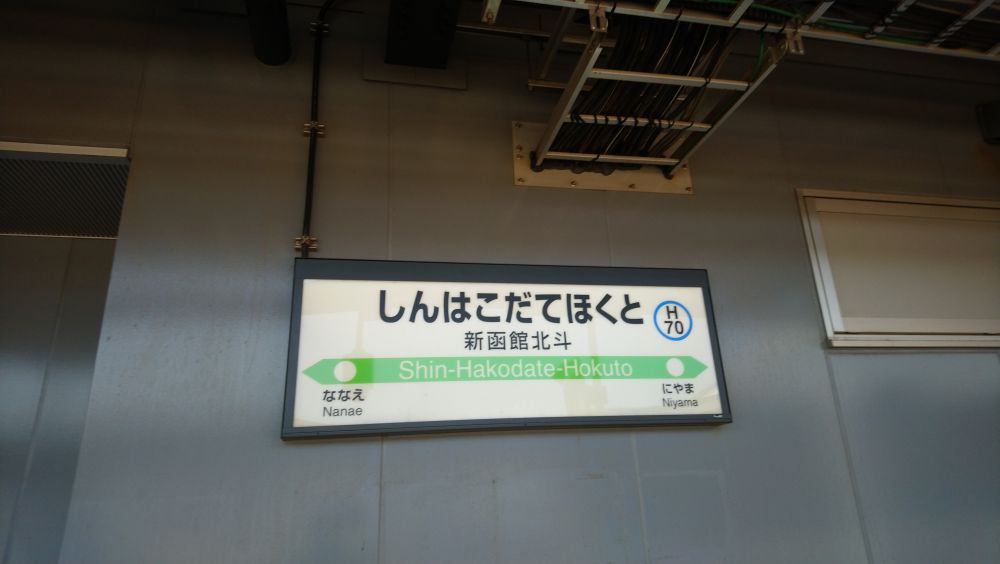 しんはこだてほくと
H
70
新函館北斗
Shin-Hakodate-Hokuto
ななえ
Nanae
にやま
Niyama